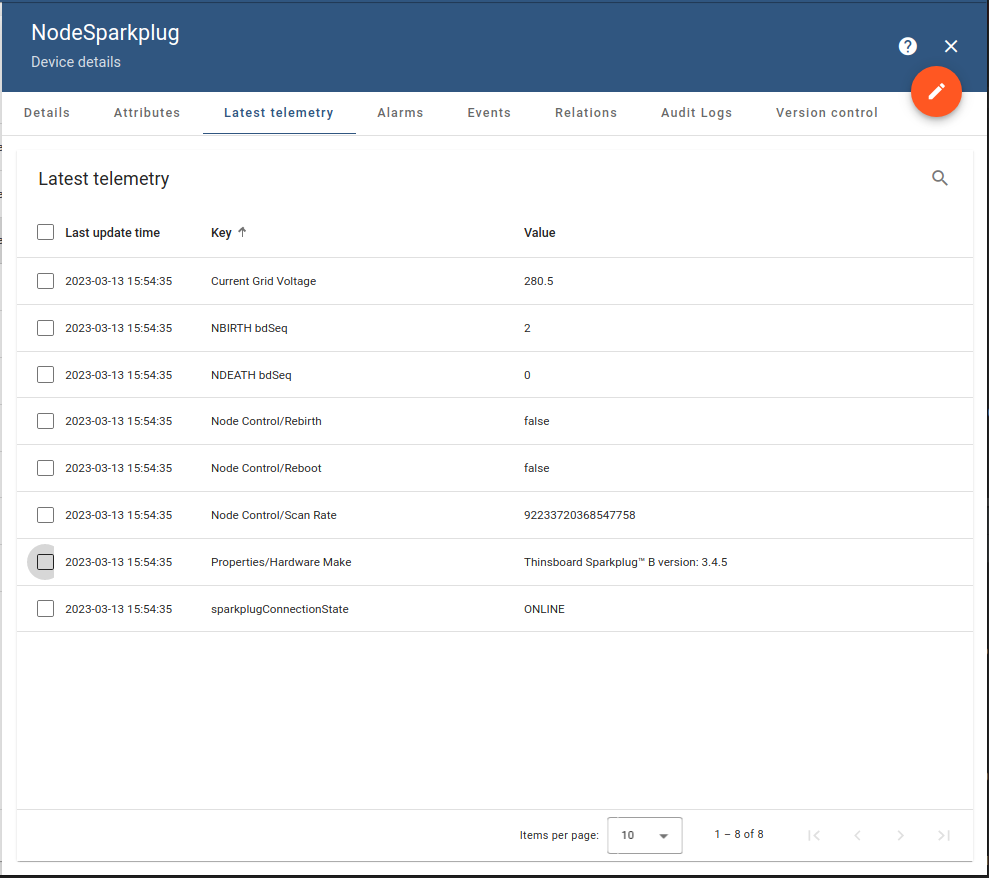 NodeSparkplug
Device details
Details Attributes Latest telemetry Alarms Events Relations Audit Logs Version control
Latest telemetry
Last update time Key Value
2023-03-13 15:54:35 Current Grid Voltage 280.5
2023-03-13 15:54:35 NBIRTH bdSeq 2
2023-03-13 15:54:35 NDEATH bdSeq 0
2023-03-13 15:54:35 Node Control/Rebirth false
2023-03-13 15:54:35 Node Control/Reboot false
2023-03-13 15:54:35 Node Control/Scan Rate 92233720368547758
2023-03-13 15:54:35 Properties/Hardware Make Thinsboard Sparkplug™ B version: 3.4.5
2023-03-13 15:54:35 sparkplugConnectionState ONLINE
Items per page: 10 1 – 8 of 8